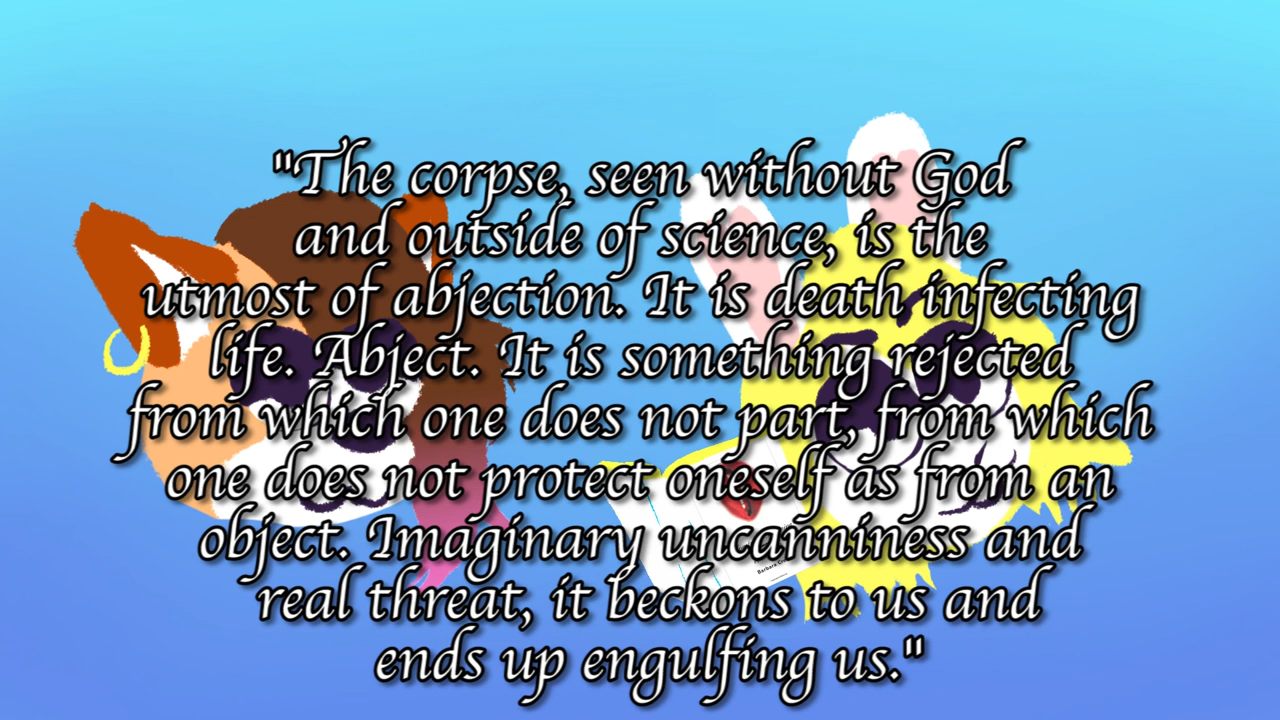 "The corpse, seen without God
and outside of science, is the
utmost of abjection. It is death infecting
life. Abject. It is something rejected
from which one does not part, from which
one does not protect oneself as from an
object. Imaginary uncanniness and
real threat, it beckons to us and
ends up engulfing us."
Barbara